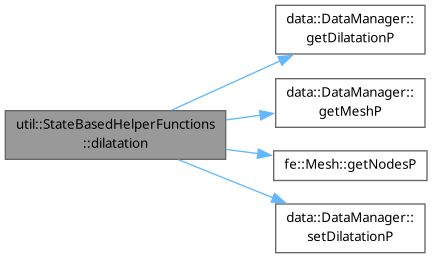 data::DataManager::
getDilatationP
data::DataManager::
getMeshP
util::StateBasedHelperFunctions
::dilatation
fe::Mesh::getNodesP
data::DataManager::
setDilatationP